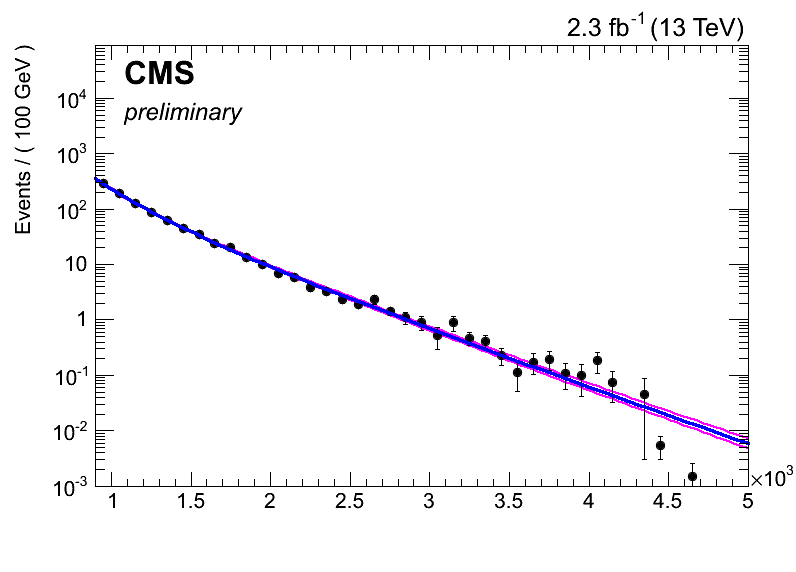 2.3 fb⁻¹ (13 TeV)
CMS
preliminary
Events / ( 100 GeV )
10⁴
10³
10²
10
1
10⁻¹
10⁻²
10⁻³
1 1.5 2 2.5 3 3.5 4 4.5 5
×10³